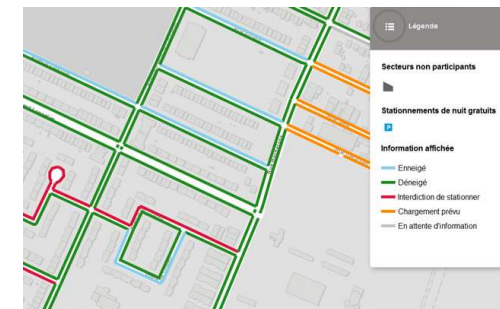 Légende
Secteurs non participants
Stationnements de nuit gratuits
P
Information affichée
Enneigé
Déneigé
Interdiction de stationner
Chargement prévu
En attente d'information